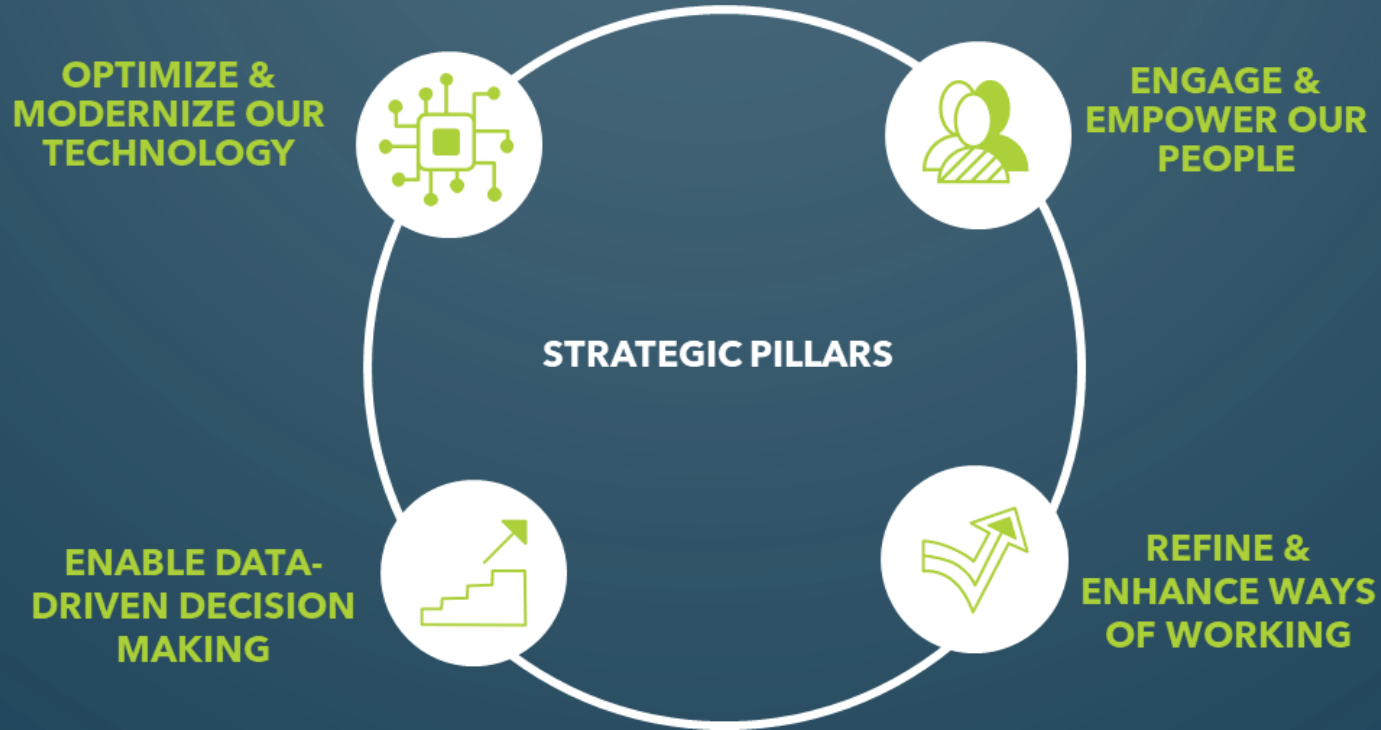 OPTIMIZE &
MODERNIZE OUR
TECHNOLOGY
ENGAGE &
EMPOWER OUR
PEOPLE
STRATEGIC PILLARS
ENABLE DATA-
DRIVEN DECISION
MAKING
REFINE &
ENHANCE WAYS
OF WORKING